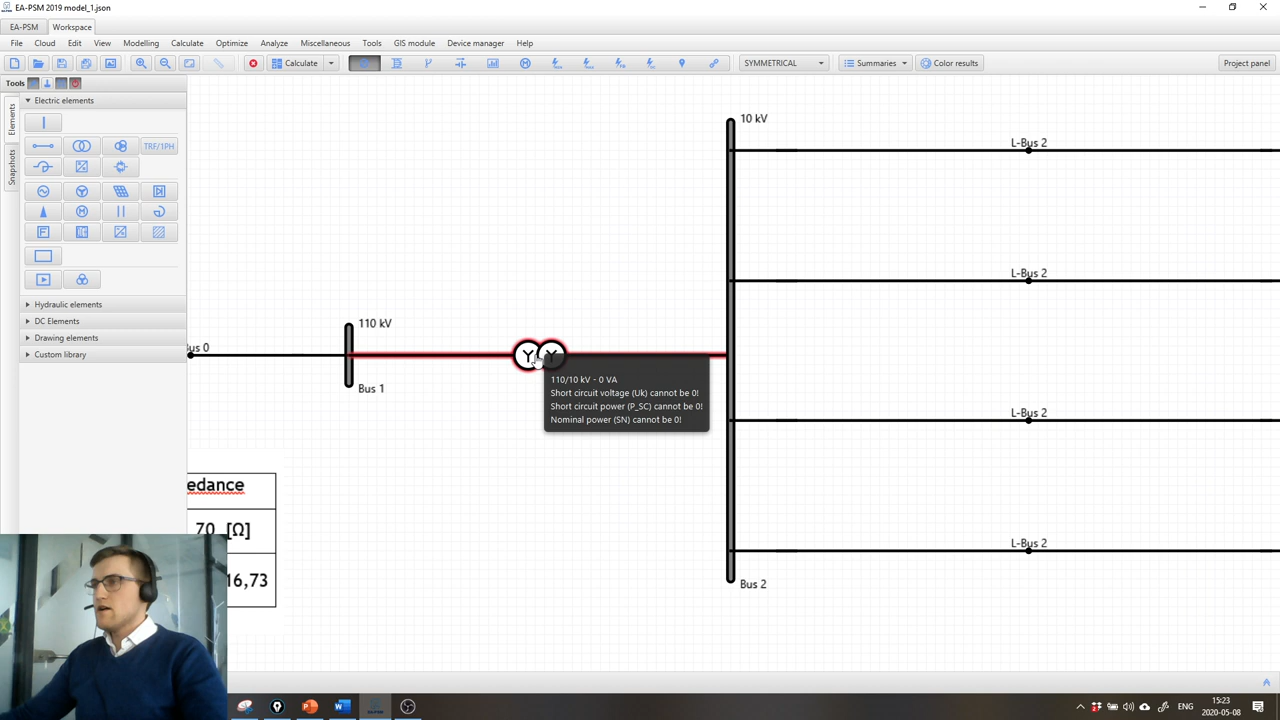 EA-PSM 2019 model_1.json
EA-PSM Workspace
File Cloud Edit View Modelling Calculate Optimize Analyze Miscellaneous Tools GIS module Device manager Help
Calculate SYMMETRICAL Summaries Color results Project panel
Tools
Elements
Snapshots
Electric elements
TRF/1PH
M
F
Hydraulic elements
DC Elements
Drawing elements
Custom library
10 kV
L-Bus 2
L-Bus 2
110 kV
us 0
Y Y
Bus 1
110/10 kV - 0 VA
Short circuit voltage (Uk) cannot be 0!
Short circuit power (P_SC) cannot be 0!
Nominal power (SN) cannot be 0!
L-Bus 2
edance
70 [Ω]
L-Bus 2
16,73
Bus 2
ENG
15:23
2020-05-08